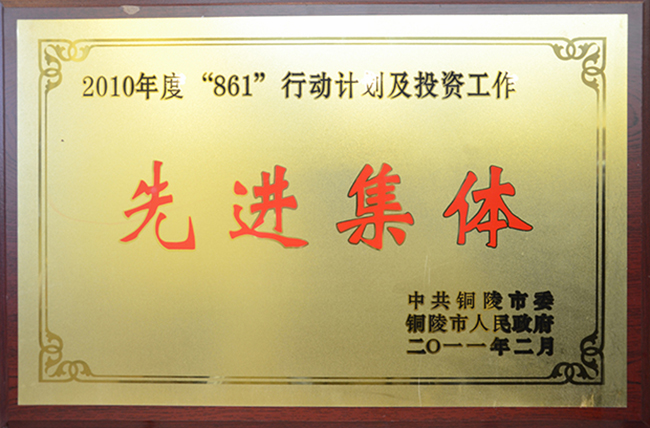 2010年度“861”行动计划及投资工作
先进集体
中共铜陵市委
铜陵市人民政府
二〇一一年二月